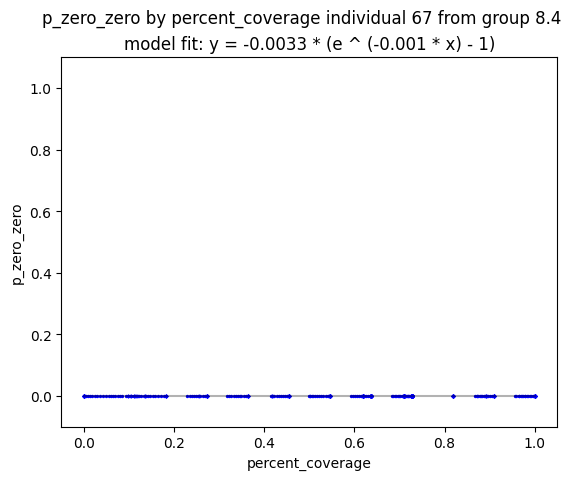 p_zero_zero by percent_coverage individual 67 from group 8.4
model fit: y = -0.0033 * (e ^ (-0.001 * x) - 1)
1.0
0.8
0.6
0.4
0.2
0.0
p_zero_zero
0.0 0.2 0.4 0.6 0.8 1.0
percent_coverage